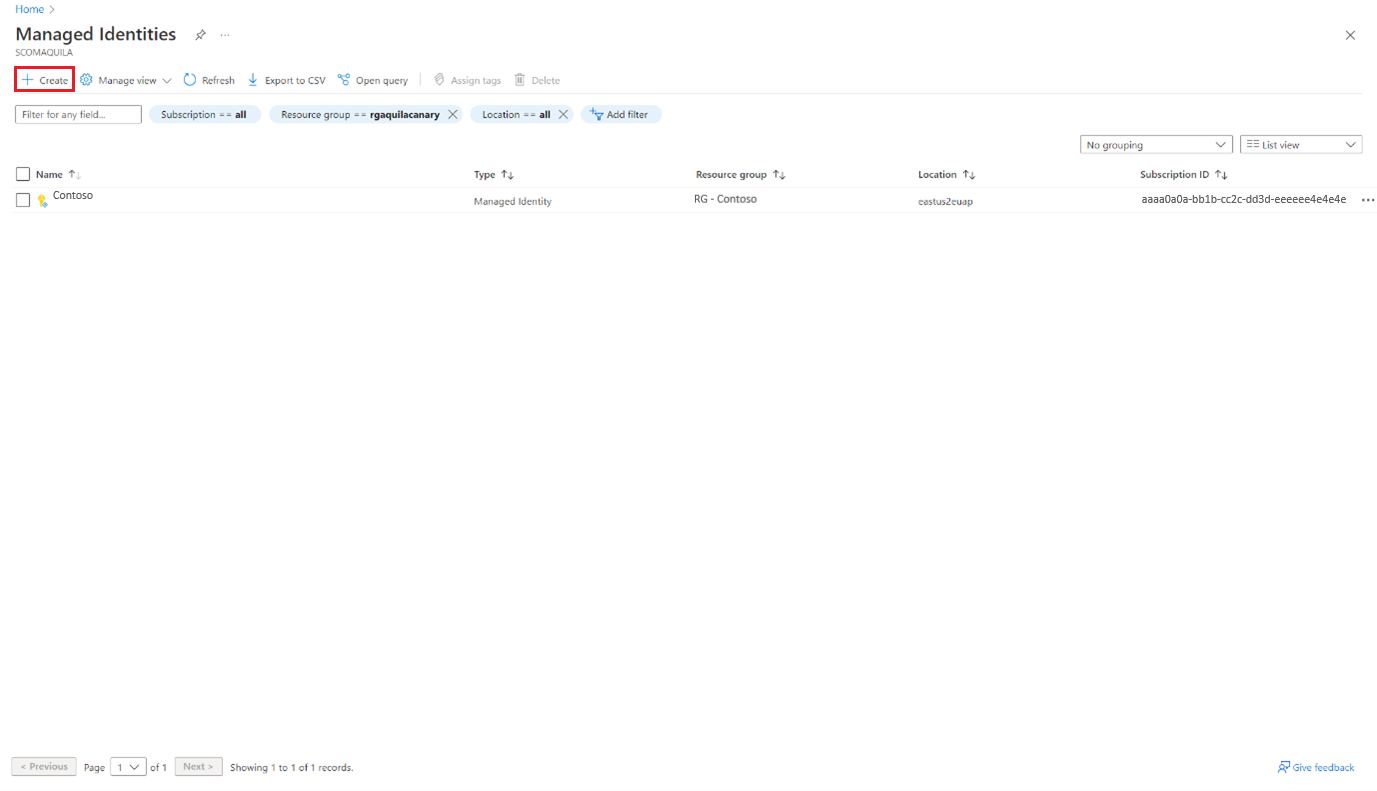 Home
Managed Identities
SCOMAQUILA
Create Manage view Refresh Export to CSV Open query Assign tags Delete
Filter for any field... Subscription == all Resource group == rgaquilacanary Location == all Add filter
No grouping List view
Name Type Resource group Location Subscription ID
Contoso Managed Identity RG - Contoso eastus2euap aaaa0a0a-bb1b-cc2c-dd3d-eeeeee4e4e4e
< Previous Page 1 of 1 Next > Showing 1 to 1 of 1 records. Give feedback